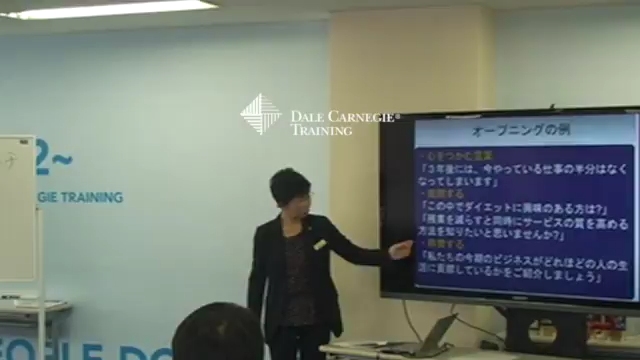 DALE CARNEGIE®
TRAINING
2~
GIE TRAINING
オープニングの例
・心をつかむ言葉
「3年後には、今やっている仕事の半分はなく
なってしまいます」
・質問する
「この中でダイエットに興味のある方は?」
「残業を減らすと同時にサービスの質を高める
方法を知りたいと思いませんか?」
「私たちの今期のビジネスがどれほどの人の生
活に貢献しているかをご紹介しましょう」